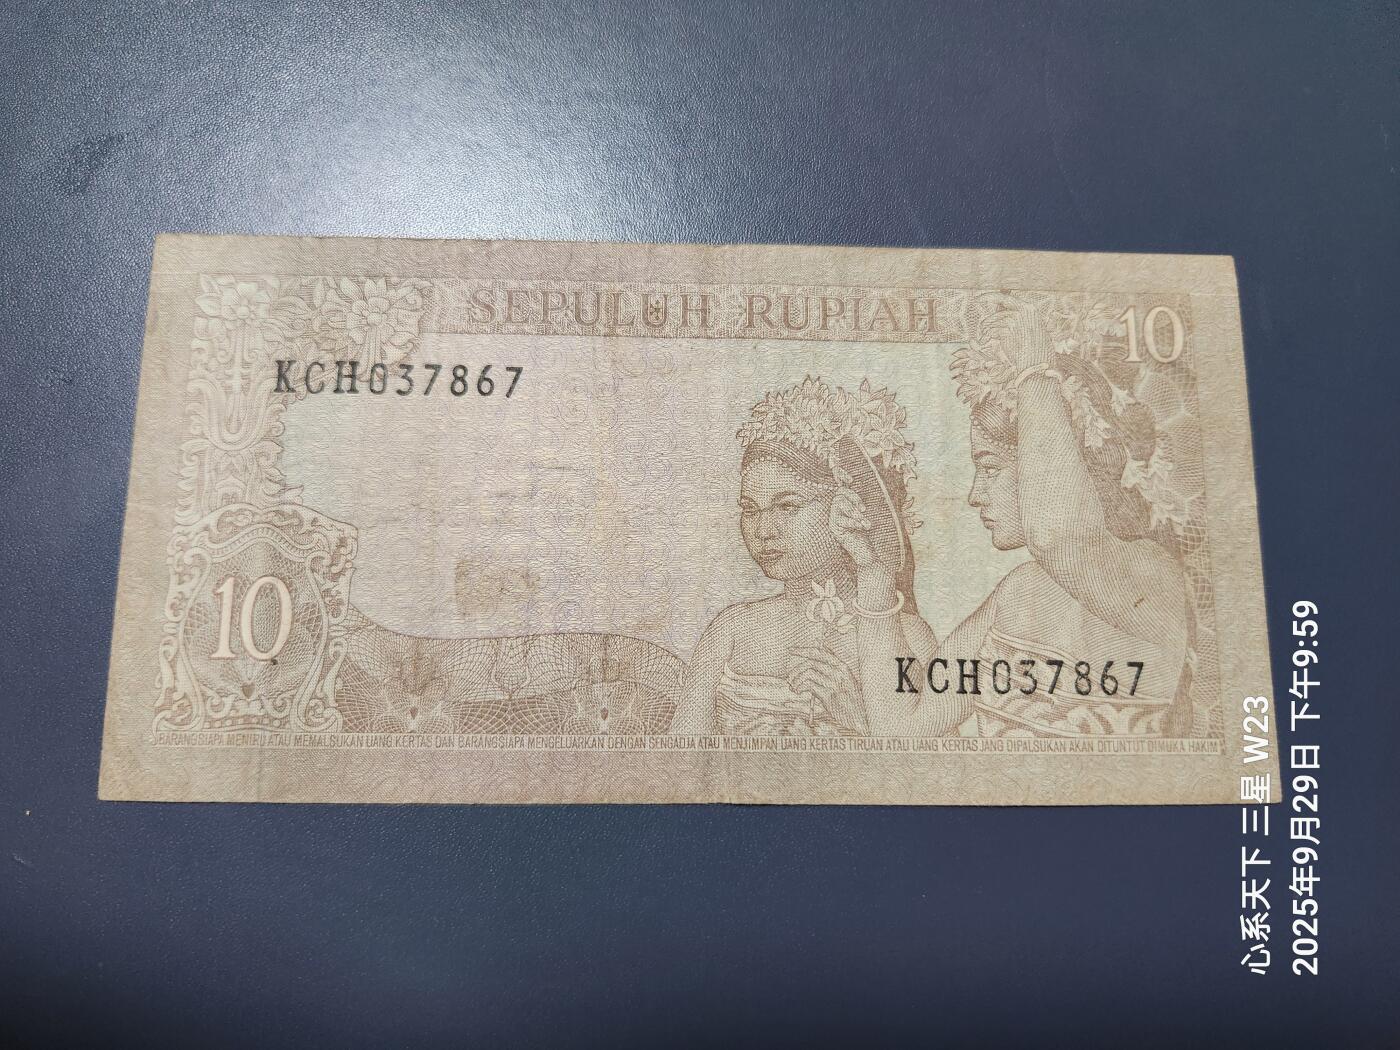 SEPULUH RUPIAH
10
KCH037867
10
KCH037867
BARANGSIAPA MENIRU ATAU MEMALSUKAN UANG KERTAS DAN BARANGSIAPA MENGELUARKAN DENGAN SENGADJA ATAU MENJIMPAN UANG KERTAS TIRUAN ATAU UANG KERTAS JANG DIPALSUKAN AKAN DITUNTUT DIMUKA HAKIM
心系天下 三星 W23
2025年9月29日 下午9:59